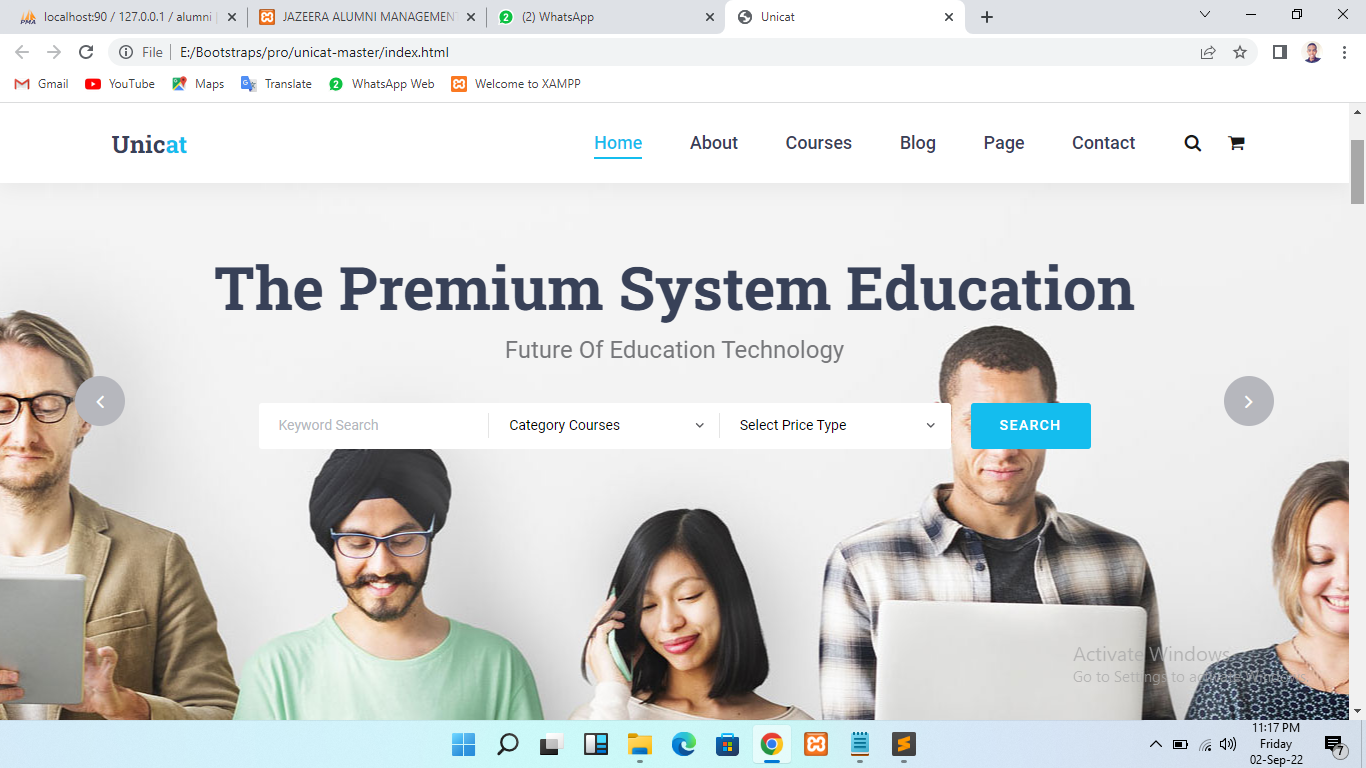 localhost:90 / 127.0.0.1 / alumni
JAZEERA ALUMNI MANAGEMENT
(2) WhatsApp
Unicat
File
E:/Bootstraps/pro/unicat-master/index.html
Gmail
YouTube
Maps
Translate
2
WhatsApp Web
Welcome to XAMPP
Unicat
Home
About
Courses
Blog
Page
Contact
The Premium System Education
Future Of Education Technology
Keyword Search
Category Courses
Select Price Type
SEARCH
Activate Windows
Go to Settings to activate Windows.
11:17 PM
Friday
02-Sep-22
7